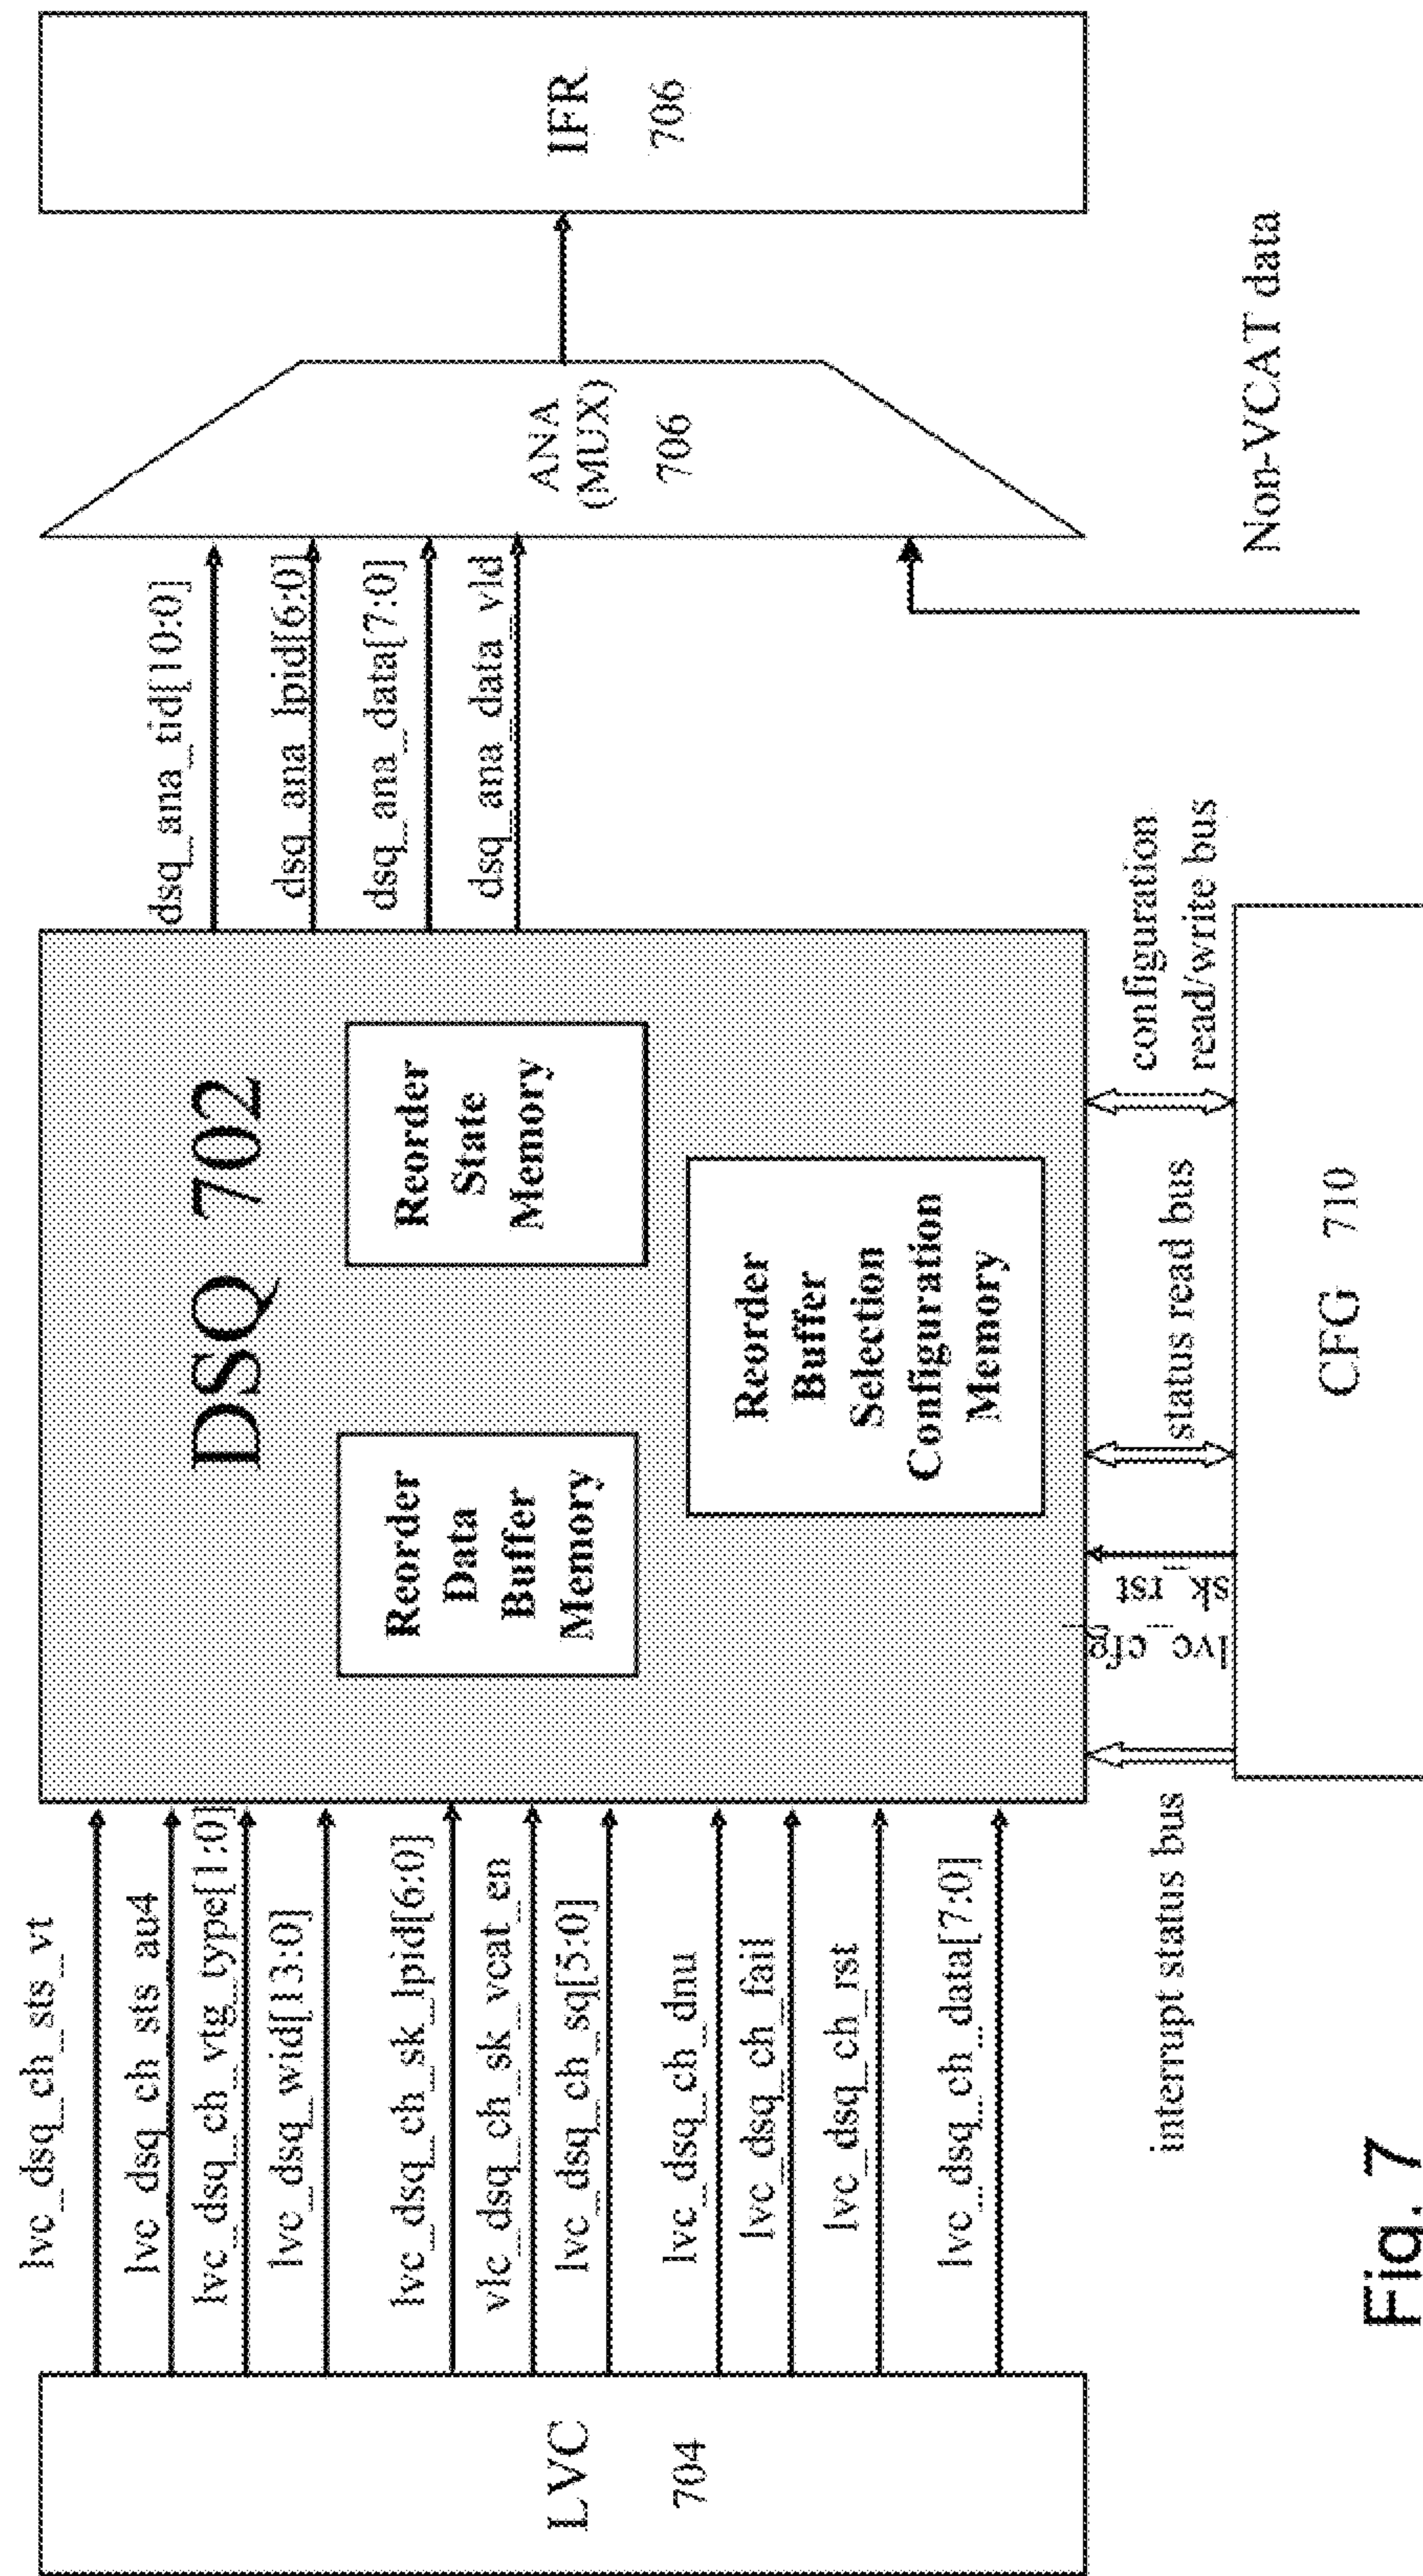 LVC
704
lvc_dsq_ch_sts_vt
lvc_dsq_ch_sts_au4
lvc_dsq_ch_vtg_type[1:0]
lvc_dsq_wid[13:0]
lvc_dsq_ch_sk_lpid[6:0]
vlc_dsq_ch_sk_vcat_en
lvc_dsq_ch_sq[5:0]
lvc_dsq_ch_dnu
lvc_dsq_ch_fail
lvc_dsq_ch_rst
lvc_dsq_ch_data[7:0]
DSQ 702
Reorder
Data
Buffer
Memory
Reorder
State
Memory
Reorder
Buffer
Selection
Configuration
Memory
dsq_ana_tid[10:0]
dsq_ana_lpid[6:0]
dsq_ana_data[7:0]
dsq_ana_data_vld
ANA
(MUX)
706
IFR
706
Non-VCAT data
interrupt status bus
lvc_cfg
sk_rst
status read bus
configuration
read/write bus
CFG 710
Fig. 7